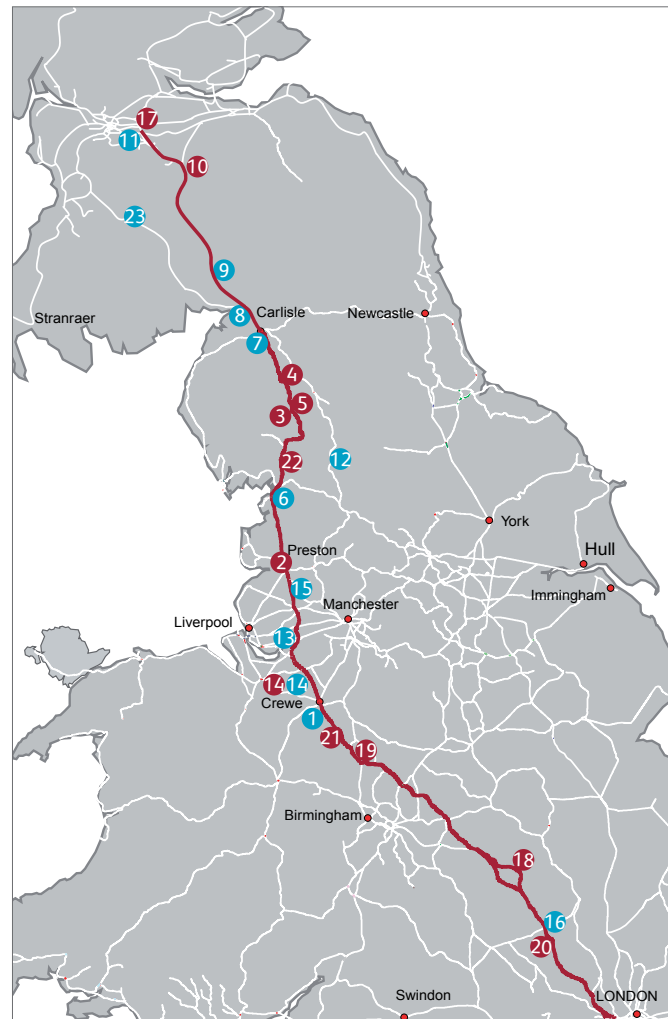 17
11
10
23
9
8
Carlisle
Newcastle
Stranraer
7
4
5
3
12
22
6
York
Preston
2
Hull
15
Immingham
Manchester
Liverpool
13
14
14
Crewe
1
21
19
Birmingham
18
16
20
Swindon
LONDON